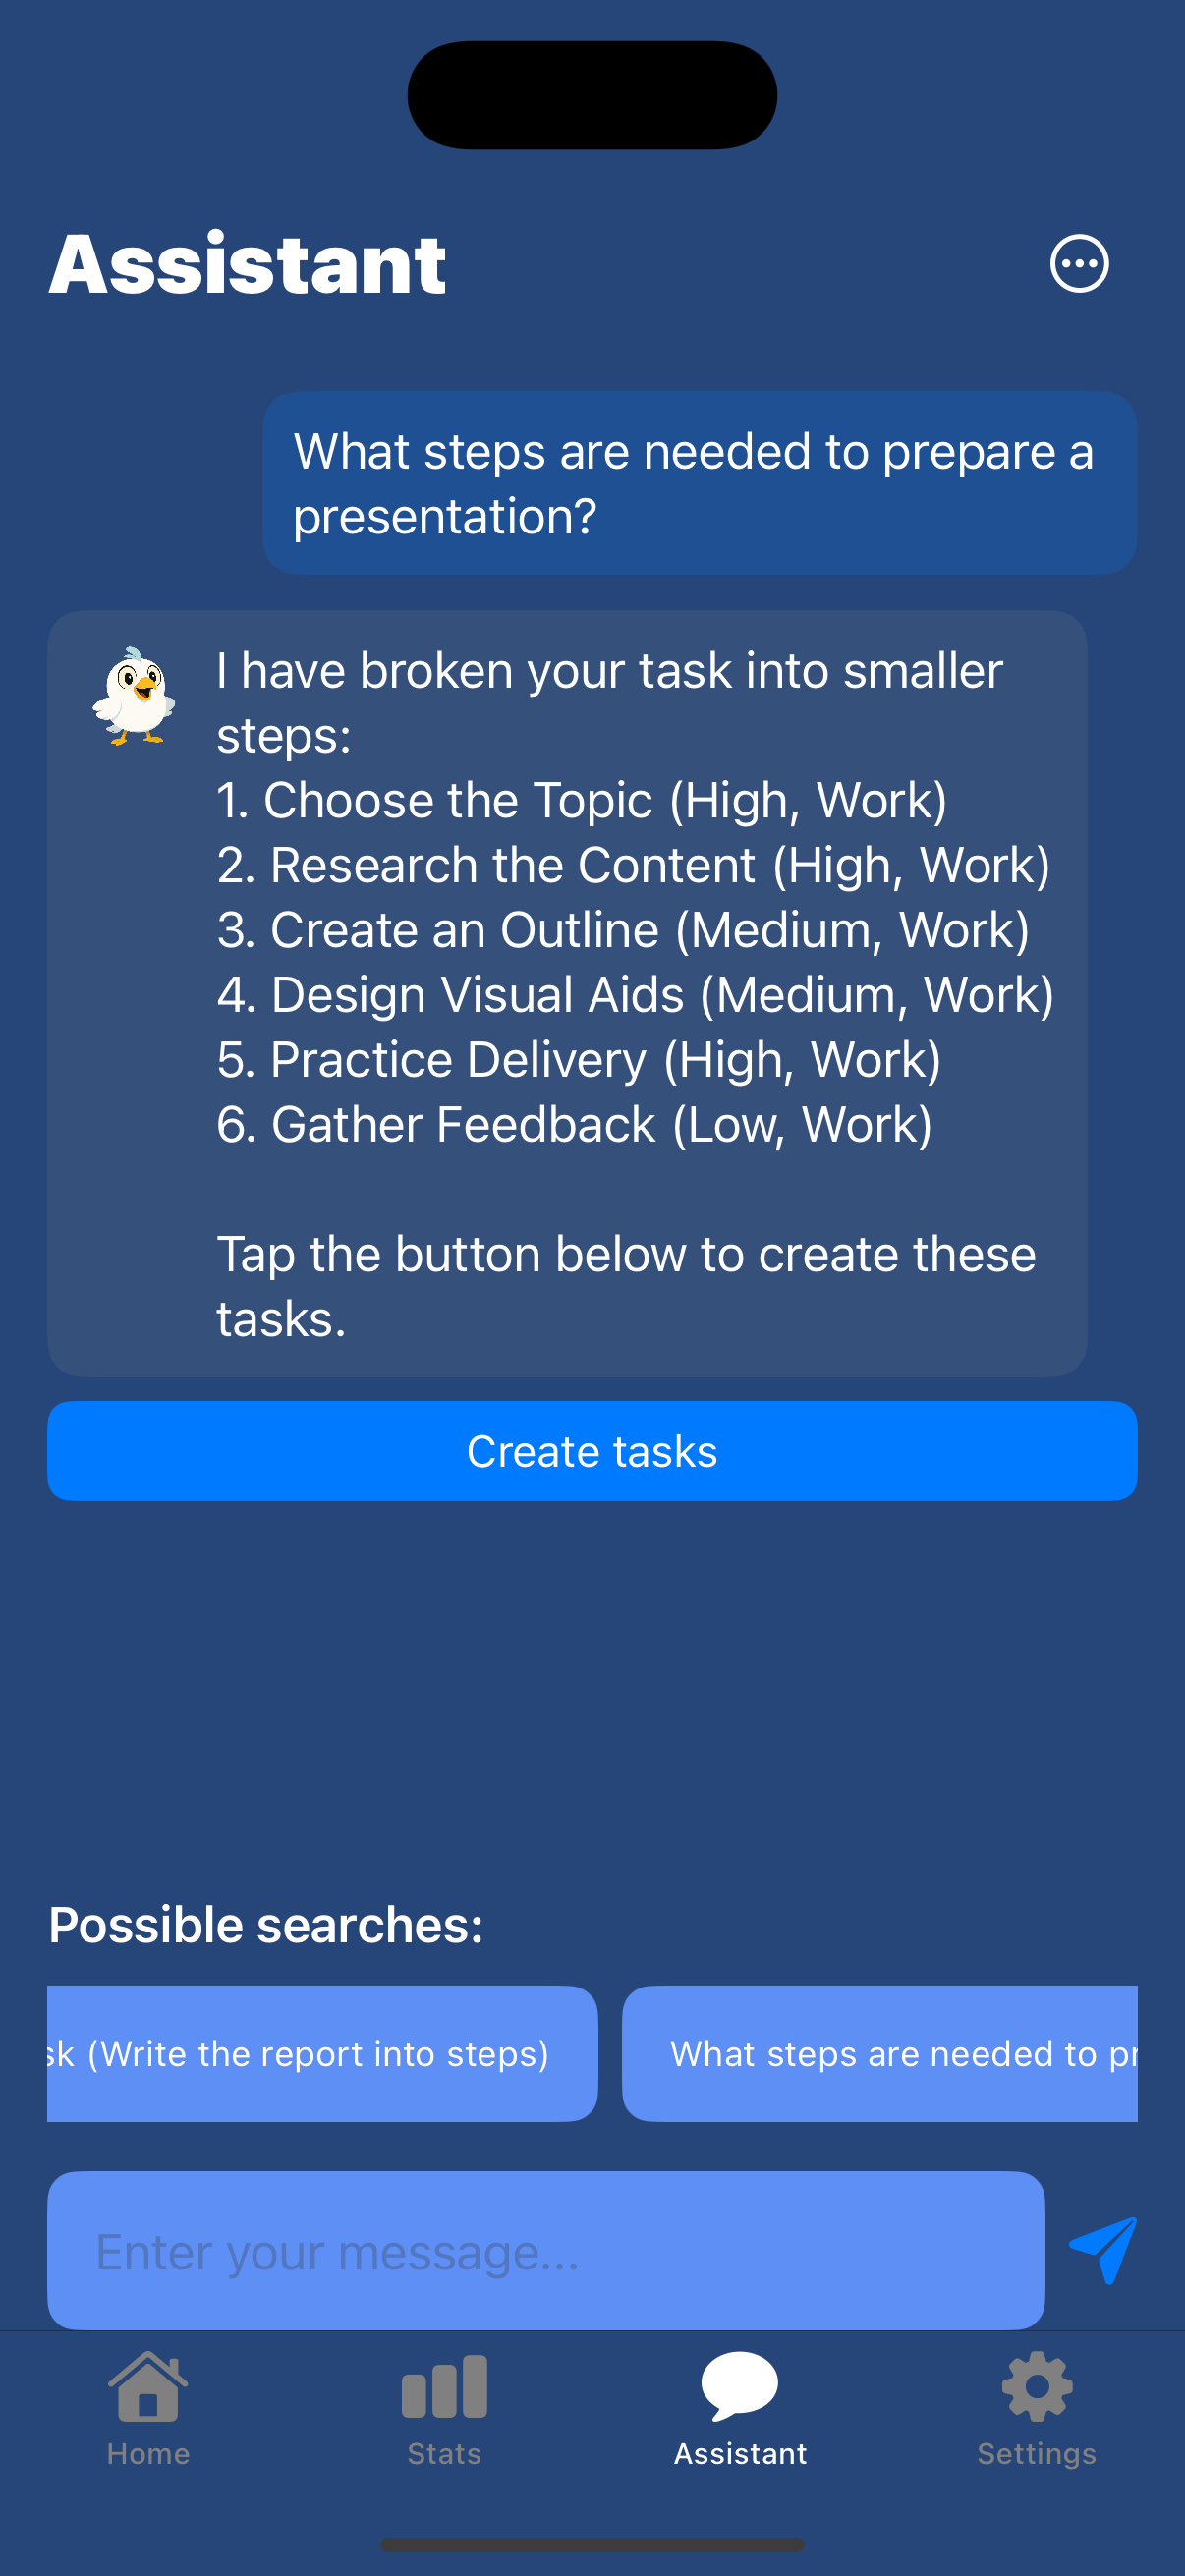 Assistant
What steps are needed to prepare a
presentation?
I have broken your task into smaller
steps:
1. Choose the Topic (High, Work)
2. Research the Content (High, Work)
3. Create an Outline (Medium, Work)
4. Design Visual Aids (Medium, Work)
5. Practice Delivery (High, Work)
6. Gather Feedback (Low, Work)
Tap the button below to create these
tasks.
Create tasks
Possible searches:
sk (Write the report into steps)
What steps are needed to pr
Enter your message...
Home
Stats
Assistant
Settings